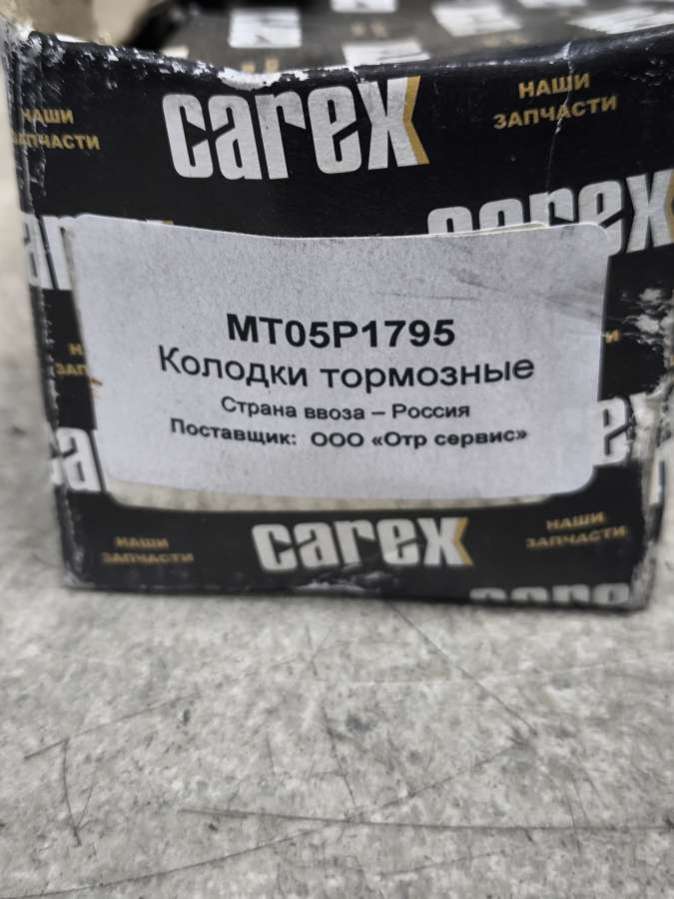 carex
НАШИ
ЗАПЧАСТИ
НАШИ
ЗАПЧАСТИ
carex
MT05P1795
Колодки тормозные
Страна ввоза – Россия
Поставщик: ООО «Отр сервис»
НАШИ
ЗАПЧАСТИ
carex
НАШИ
ЗАПЧАСТИ